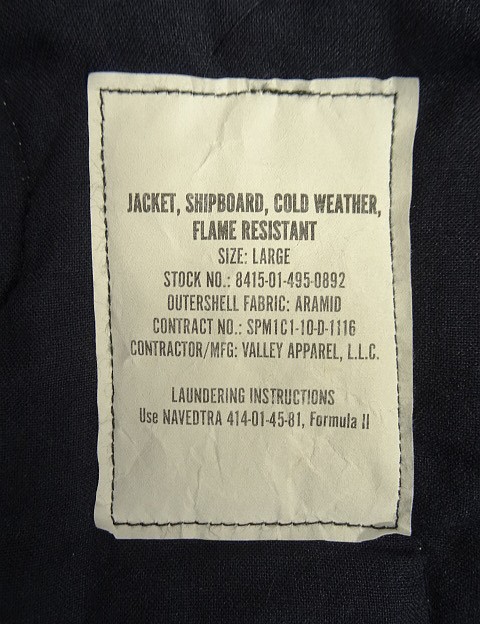 JACKET, SHIPBOARD, COLD WEATHER,
FLAME RESISTANT
SIZE: LARGE
STOCK NO.: 8415-01-495-0892
OUTERSHELL FABRIC: ARAMID
CONTRACT NO.: SPM1C1-10-D-1116
CONTRACTOR/MFG: VALLEY APPAREL, L.L.C.
LAUNDERING INSTRUCTIONS
Use NAVEDTRA 414-01-45-81, Formula II